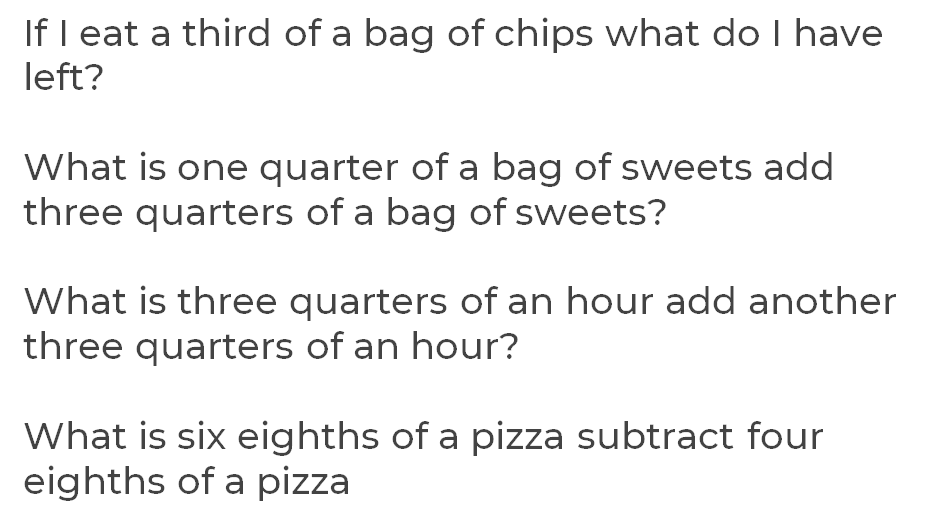 If I eat a third of a bag of chips what do I have
left?
What is one quarter of a bag of sweets add
three quarters of a bag of sweets?
What is three quarters of an hour add another
three quarters of an hour?
What is six eighths of a pizza subtract four
eighths of a pizza